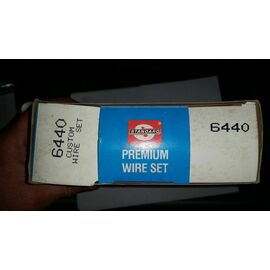 6440
CUSTOM
WIRE SET
STANDARD
PREMIUM
WIRE SET
6440